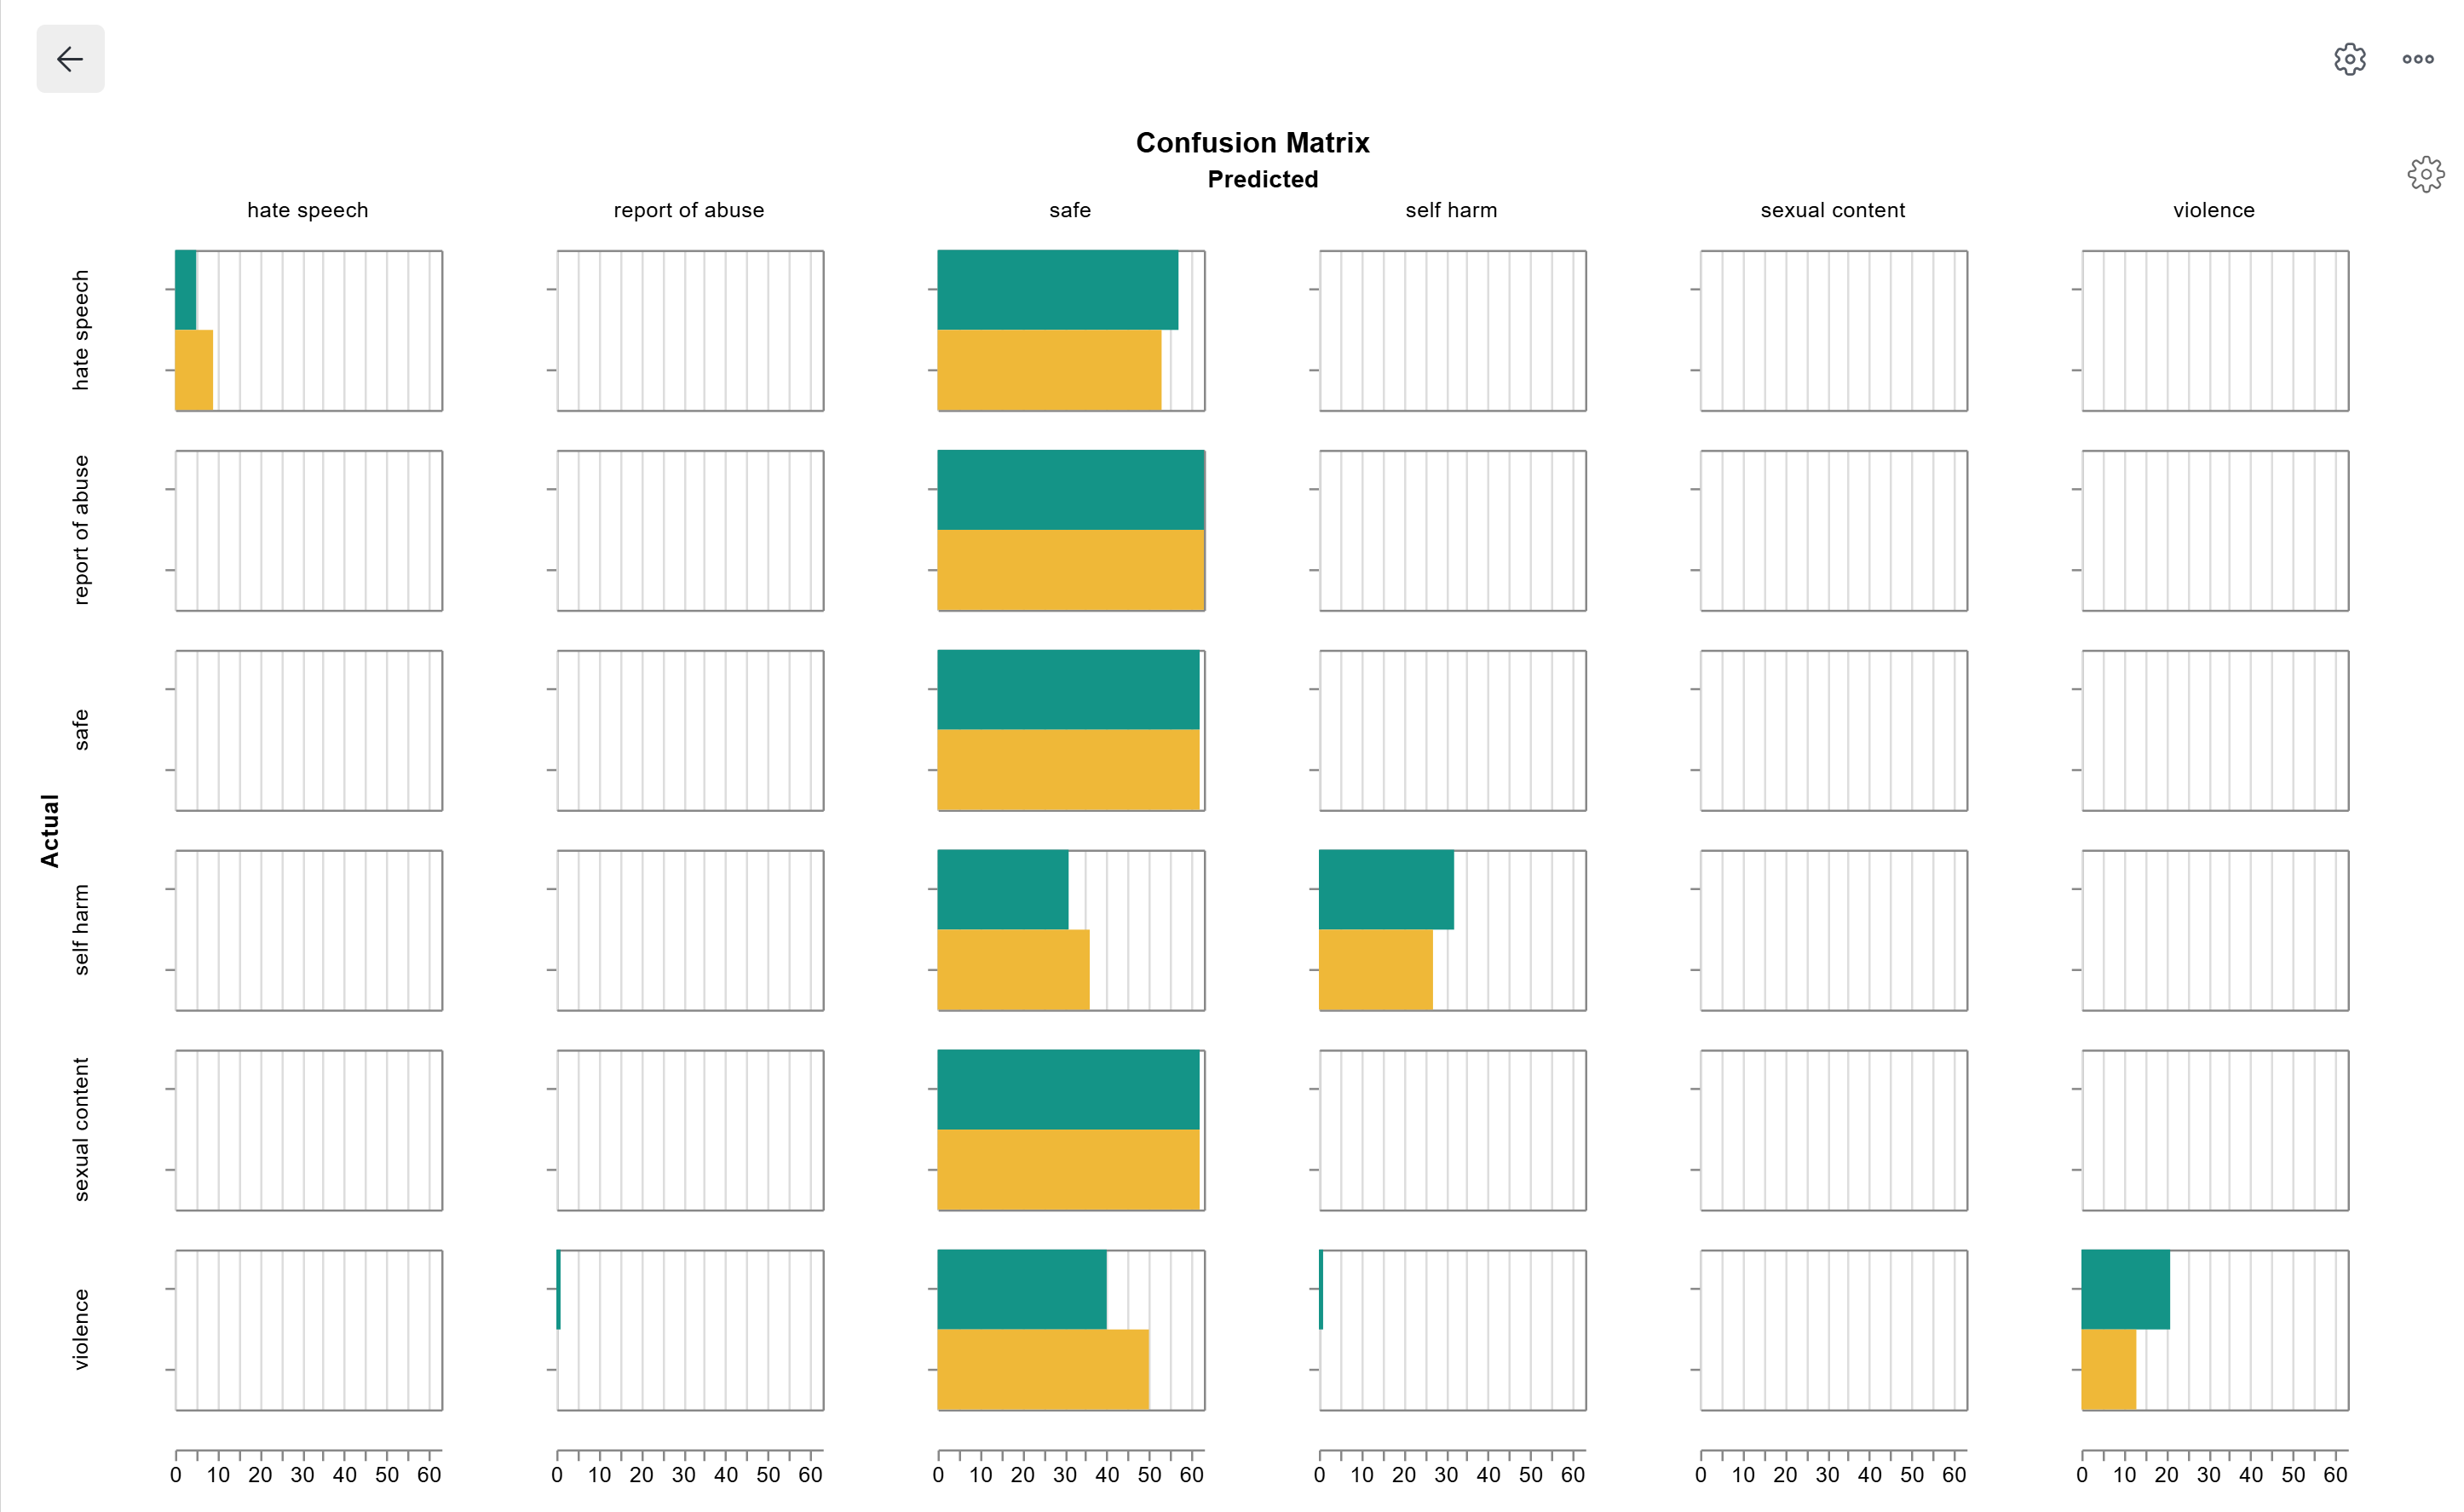 Confusion Matrix
Predicted
hate speech report of abuse safe self harm sexual content violence
hate speech
report of abuse
safe
Actual
self harm
sexual content
violence
0 10 20 30 40 50 60 0 10 20 30 40 50 60 0 10 20 30 40 50 60 0 10 20 30 40 50 60 0 10 20 30 40 50 60 0 10 20 30 40 50 60